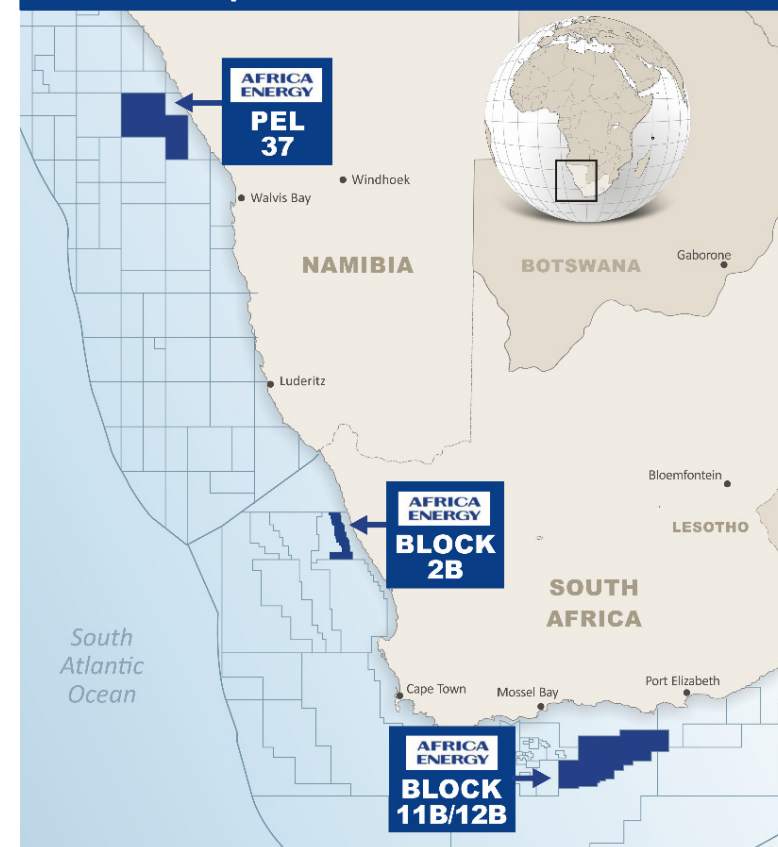 AFRICA
ENERGY
PEL
37
Windhoek
Walvis Bay
NAMIBIA
BOTSWANA
Gaborone
Luderitz
Bloemfontein
LESOTHO
AFRICA
ENERGY
BLOCK
2B
SOUTH
AFRICA
South
Atlantic
Ocean
Cape Town
Mossel Bay
Port Elizabeth
AFRICA
ENERGY
BLOCK
11B/12B